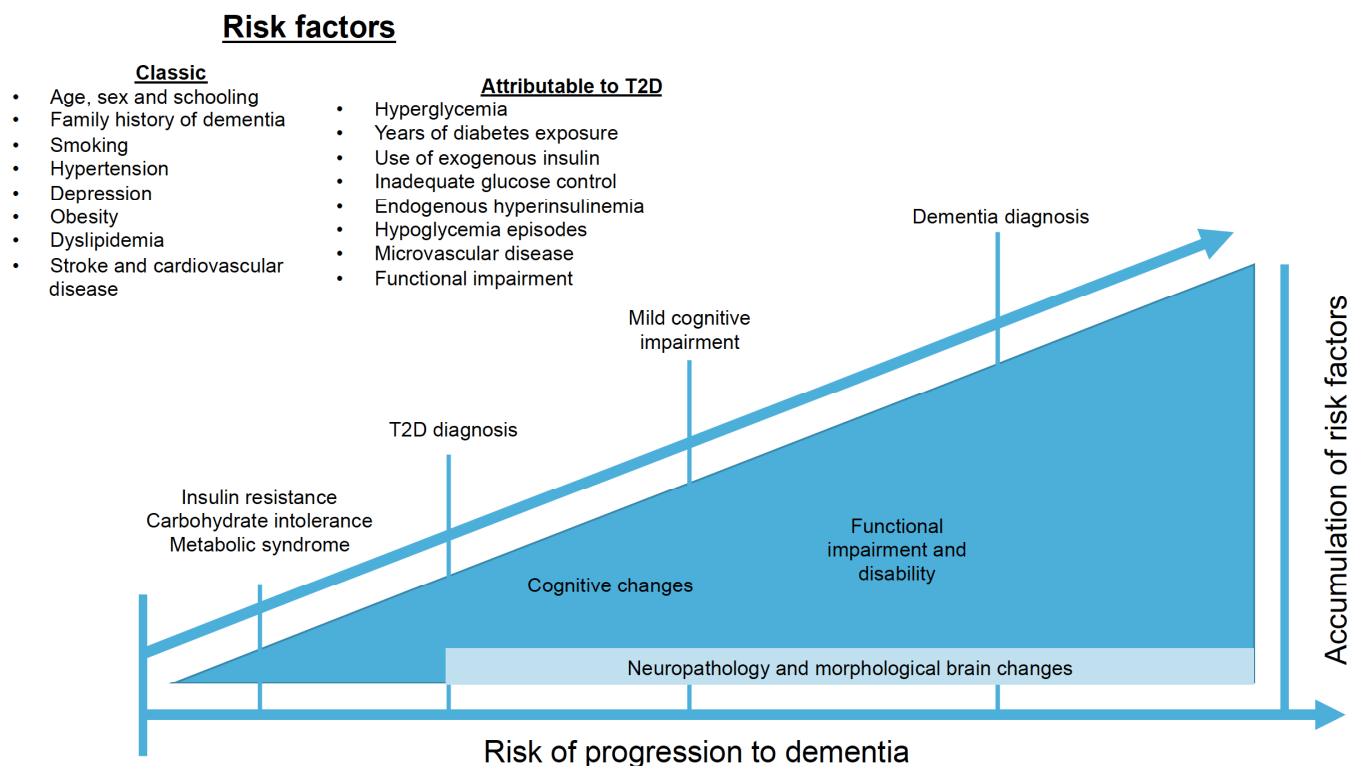 Risk factors
Classic
• Age, sex and schooling
• Family history of dementia
• Smoking
• Hypertension
• Depression
• Obesity
• Dyslipidemia
• Stroke and cardiovascular
disease
Attributable to T2D
• Hyperglycemia
• Years of diabetes exposure
• Use of exogenous insulin
• Inadequate glucose control
• Endogenous hyperinsulinemia
• Hypoglycemia episodes
• Microvascular disease
• Functional impairment
Dementia diagnosis
Mild cognitive
impairment
T2D diagnosis
Insulin resistance
Carbohydrate intolerance
Metabolic syndrome
Functional
impairment and
disability
Cognitive changes
Neuropathology and morphological brain changes
Accumulation of risk factors
Risk of progression to dementia